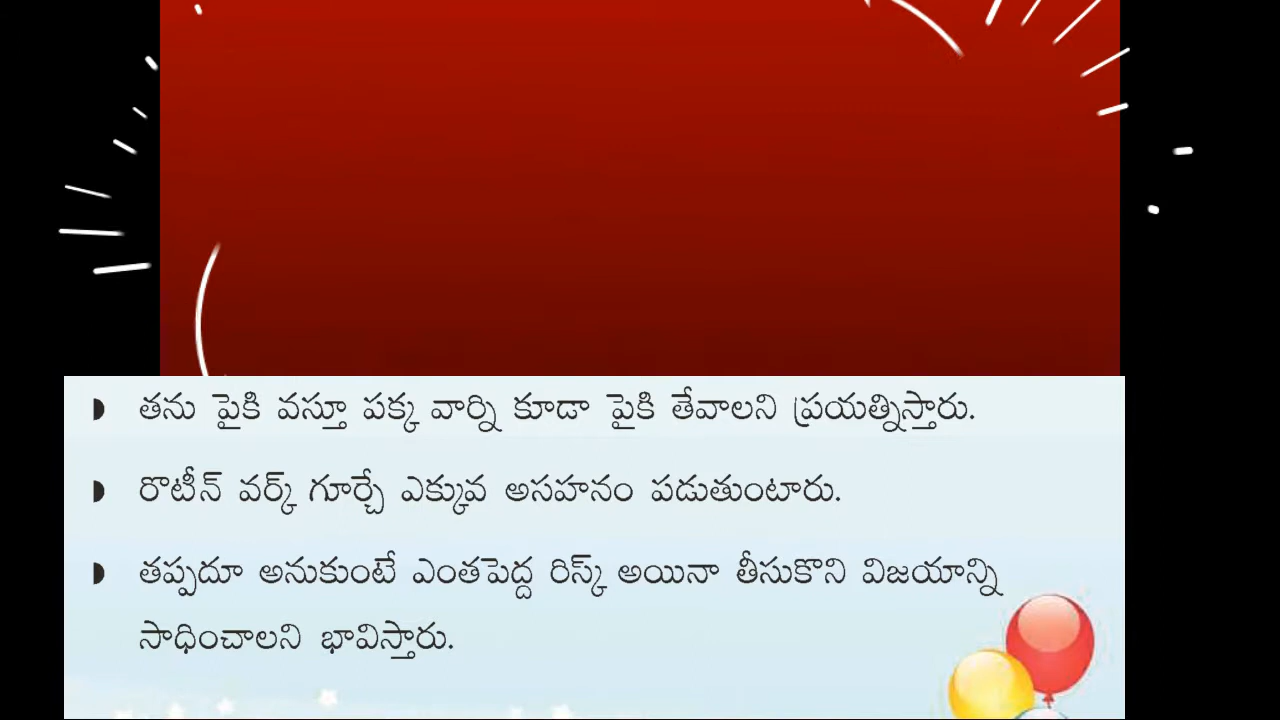 ◗ తను పైకి వస్తూ పక్క వార్ని కూడా పైకి తేవాలని ప్రయత్నిస్తారు.
◗ రొటీన్ వర్క్ గూర్చే ఎక్కువ అసహనం పడుతుంటారు.
◗ తప్పదూ అనుకుంటే ఎంతపెద్ద రిస్క్ అయినా తీసుకొని విజయాన్ని
సాధించాలని భావిస్తారు.